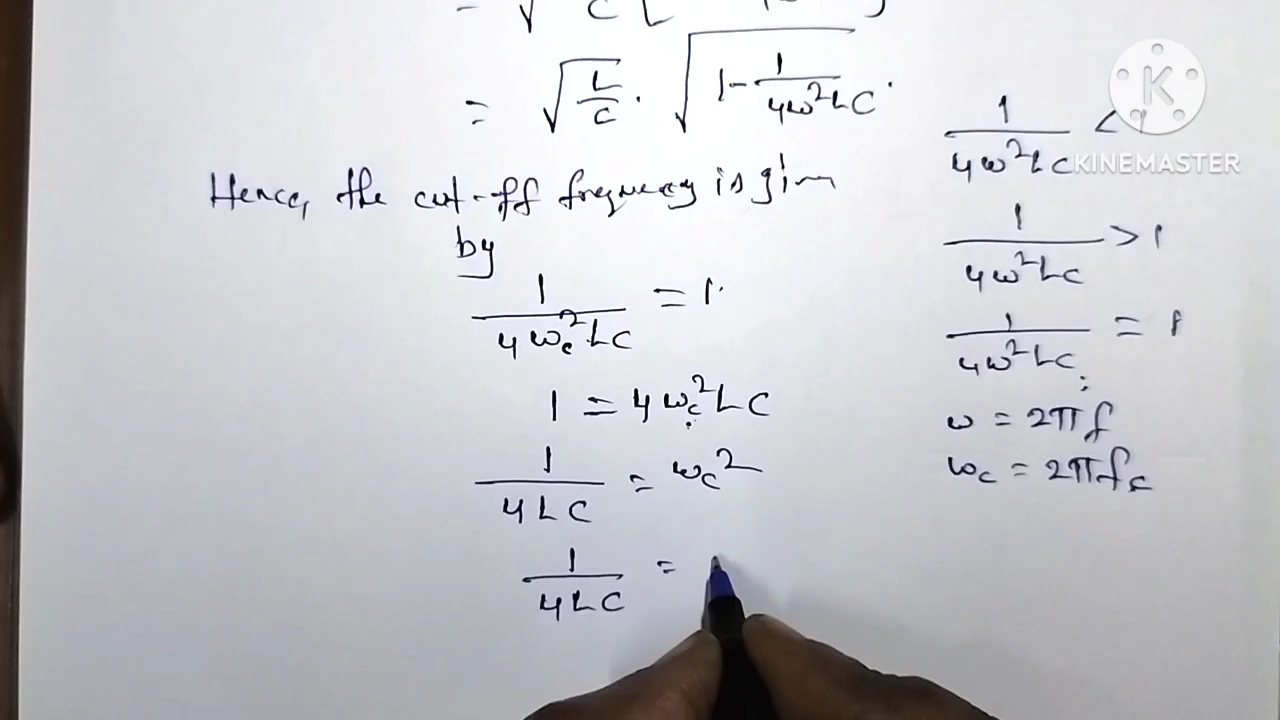 = √ C [
= √(L/C) · √(1 - 1/(4ω²LC)) ·
Hence, the cut-off frequency is given
by
1/(4ωc²LC) = 1.
1 = 4ωc²LC
1/(4LC) = ωc²
1/(4LC) =
1/(4ω²LC) < 1
1/(4ω²LC) > 1
1/(4ω²LC) = 1
ω = 2πf
ωc = 2πfc
K
KINEMASTER